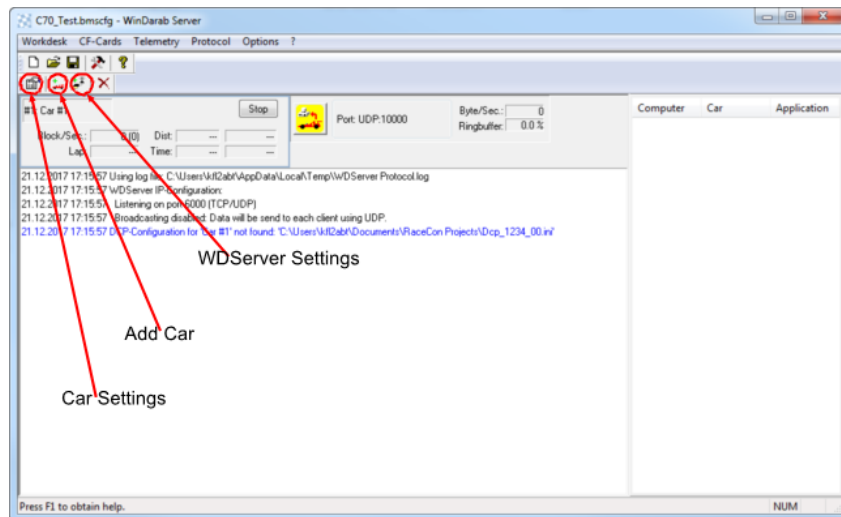 C70_Test.bmscfg - WinDarab Server
Workdesk CF-Cards Telemetry Protocol Options ?
#1: Car #1 Stop
Block/Sec.: 0 (0) Dist: --- ---
Lap: --- Time: --- ---
Port: UDP:10000
Byte/Sec.: 0
Ringbuffer: 0.0 %
Computer Car Application
21.12.2017 17:15:57 Using log file: C:\Users\kfl2abt\AppData\Local\Temp\WDServer Protocol.log
21.12.2017 17:15:57 WDServer IP-Configuration:
21.12.2017 17:15:57 Listening on port 6000 (TCP/UDP)
21.12.2017 17:15:57 Broadcasting disabled: Data will be send to each client using UDP.
21.12.2017 17:15:57 DCP-Configuration for 'Car #1' not found: 'C:\Users\kfl2abt\Documents\RaceCon Projects\Dcp_1234_00.ini'
WDServer Settings
Add Car
Car Settings
Press F1 to obtain help. NUM